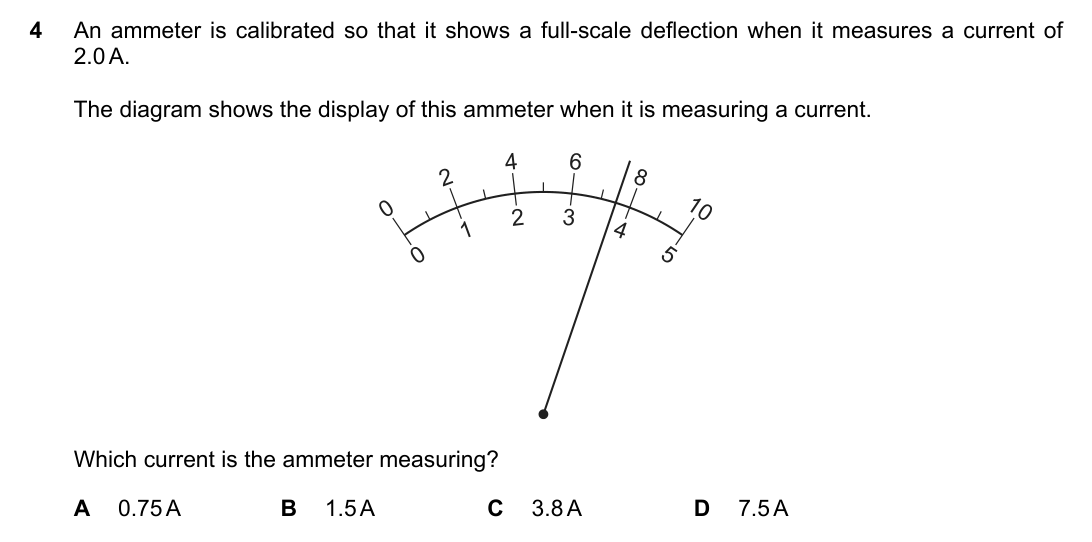 4 An ammeter is calibrated so that it shows a full-scale deflection when it measures a current of
2.0 A.
The diagram shows the display of this ammeter when it is measuring a current.
0 2 4 6 8 10
0 1 2 3 4 5
Which current is the ammeter measuring?
A 0.75 A B 1.5 A C 3.8 A D 7.5 A